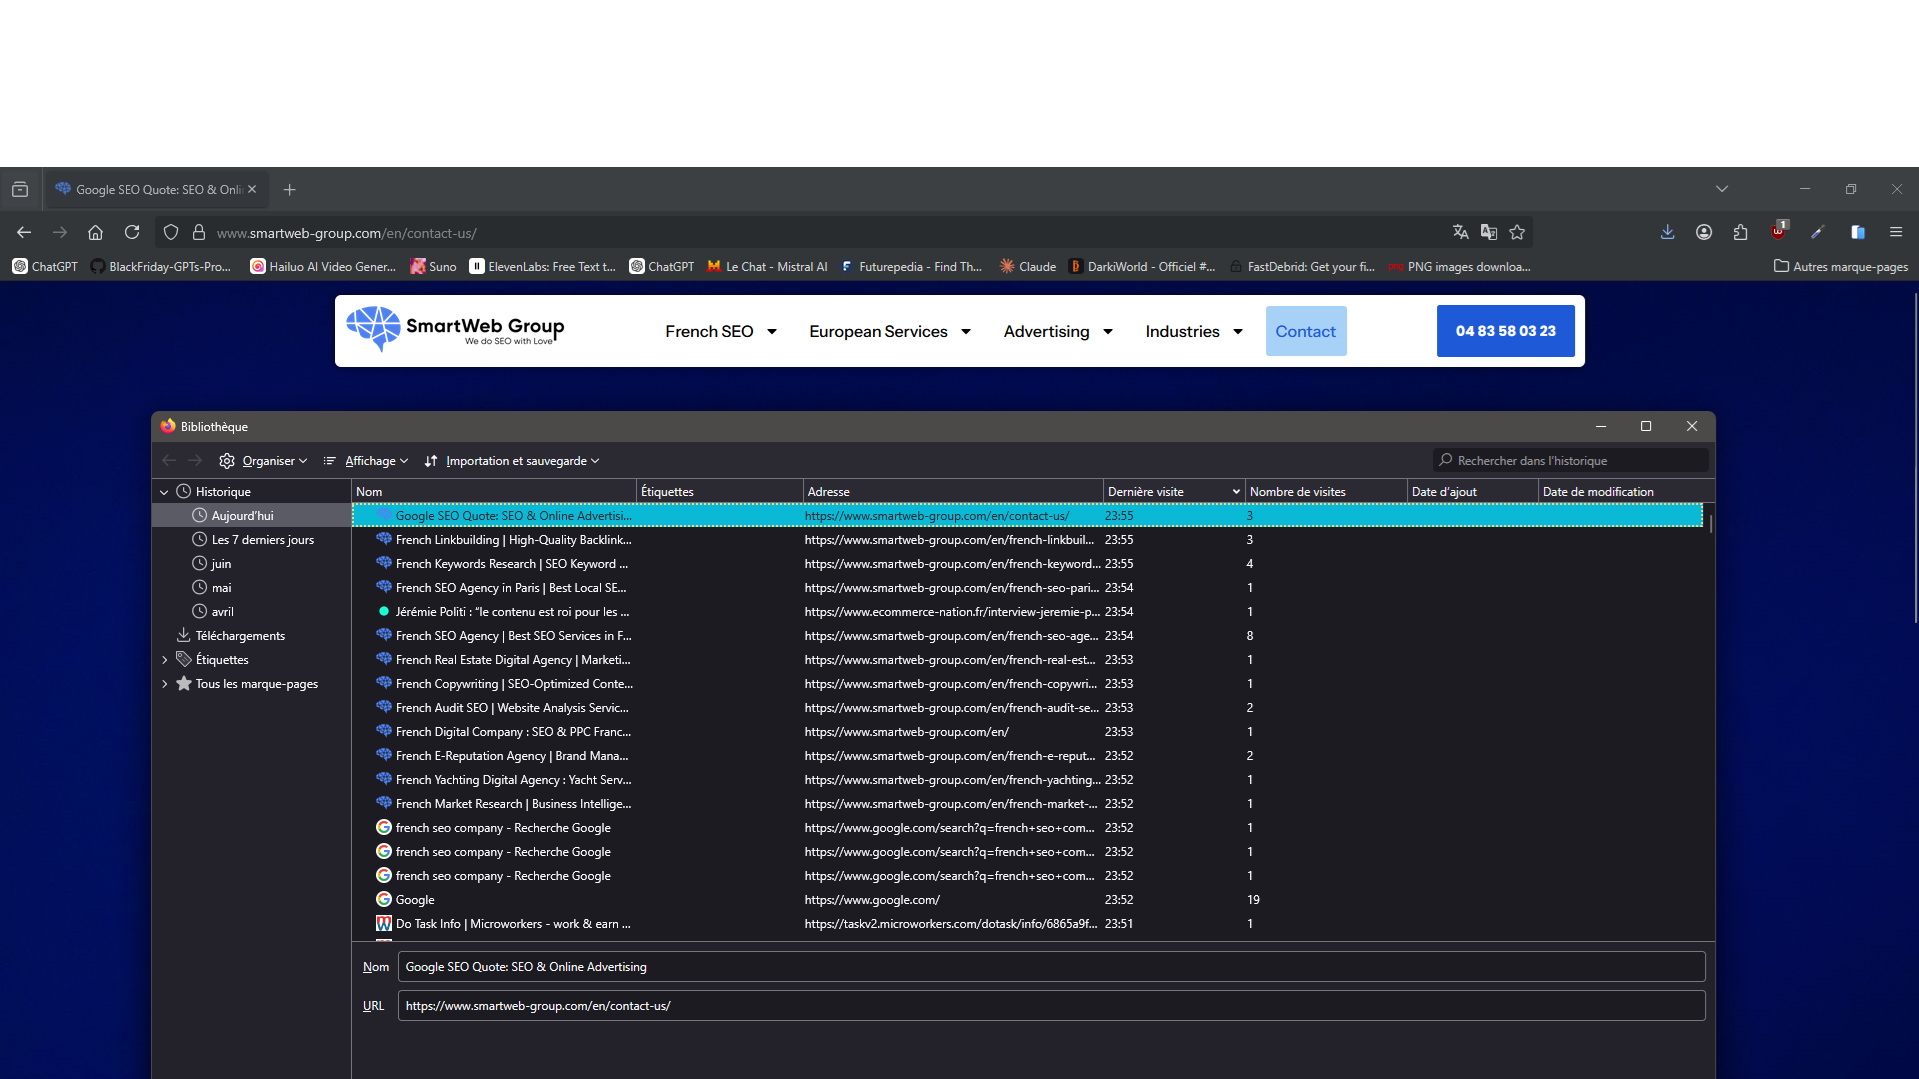 Google SEO Quote: SEO & Onli
www.smartweb-group.com/en/contact-us/
1
ChatGPT BlackFriday-GPTs-Pro... Hailuo AI Video Gener... Suno ElevenLabs: Free Text t... ChatGPT Le Chat - Mistral AI Futurepedia - Find Th... Claude DarkiWorld - Officiel #... FastDebrid: Get your fi... PNG images downloa... Autres marque-pages
SmartWeb Group
We do SEO with Love
French SEO European Services Advertising Industries Contact 04 83 58 03 23
Bibliothèque
Organiser Affichage Importation et sauvegarde Rechercher dans l'historique
Historique
Aujourd'hui
Les 7 derniers jours
juin
mai
avril
Téléchargements
Étiquettes
Tous les marque-pages
Nom Étiquettes Adresse Dernière visite Nombre de visites Date d'ajout Date de modification
Google SEO Quote: SEO & Online Advertisi... https://www.smartweb-group.com/en/contact-us/ 23:55 3
French Linkbuilding | High-Quality Backlink... https://www.smartweb-group.com/en/french-linkbuil... 23:55 3
French Keywords Research | SEO Keyword ... https://www.smartweb-group.com/en/french-keyword... 23:55 4
French SEO Agency in Paris | Best Local SE... https://www.smartweb-group.com/en/french-seo-pari... 23:54 1
Jérémie Politi : “le contenu est roi pour les ... https://www.ecommerce-nation.fr/interview-jeremie-p... 23:54 1
French SEO Agency | Best SEO Services in F... https://www.smartweb-group.com/en/french-seo-age... 23:54 8
French Real Estate Digital Agency | Marketi... https://www.smartweb-group.com/en/french-real-est... 23:53 1
French Copywriting | SEO-Optimized Conte... https://www.smartweb-group.com/en/french-copywri... 23:53 1
French Audit SEO | Website Analysis Servic... https://www.smartweb-group.com/en/french-audit-se... 23:53 2
French Digital Company : SEO & PPC Franc... https://www.smartweb-group.com/en/ 23:53 1
French E-Reputation Agency | Brand Mana... https://www.smartweb-group.com/en/french-e-reput... 23:52 2
French Yachting Digital Agency : Yacht Serv... https://www.smartweb-group.com/en/french-yachting... 23:52 1
French Market Research | Business Intellige... https://www.smartweb-group.com/en/french-market-... 23:52 1
french seo company - Recherche Google https://www.google.com/search?q=french+seo+com... 23:52 1
french seo company - Recherche Google https://www.google.com/search?q=french+seo+com... 23:52 1
french seo company - Recherche Google https://www.google.com/search?q=french+seo+com... 23:52 1
Google https://www.google.com/ 23:52 19
Do Task Info | Microworkers - work & earn ... https://taskv2.microworkers.com/dotask/info/6865a9f... 23:51 1
Nom Google SEO Quote: SEO & Online Advertising
URL https://www.smartweb-group.com/en/contact-us/